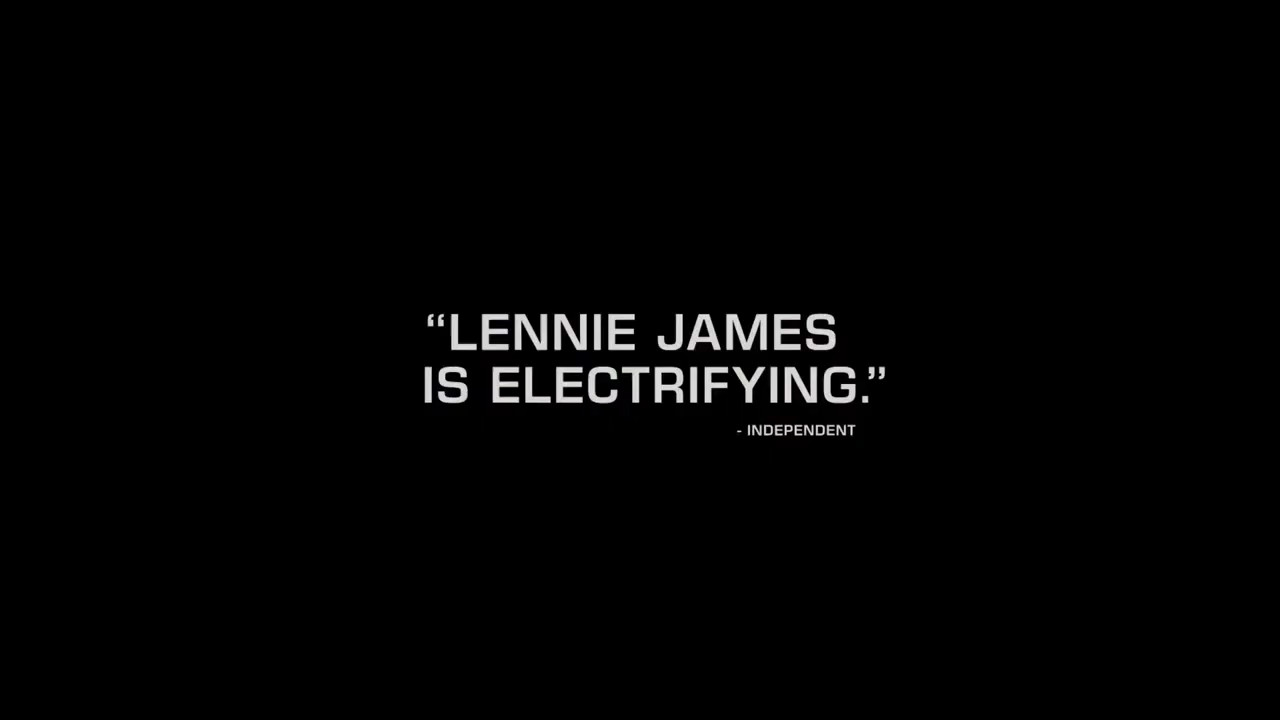 “LENNIE JAMES
IS ELECTRIFYING.”
- INDEPENDENT